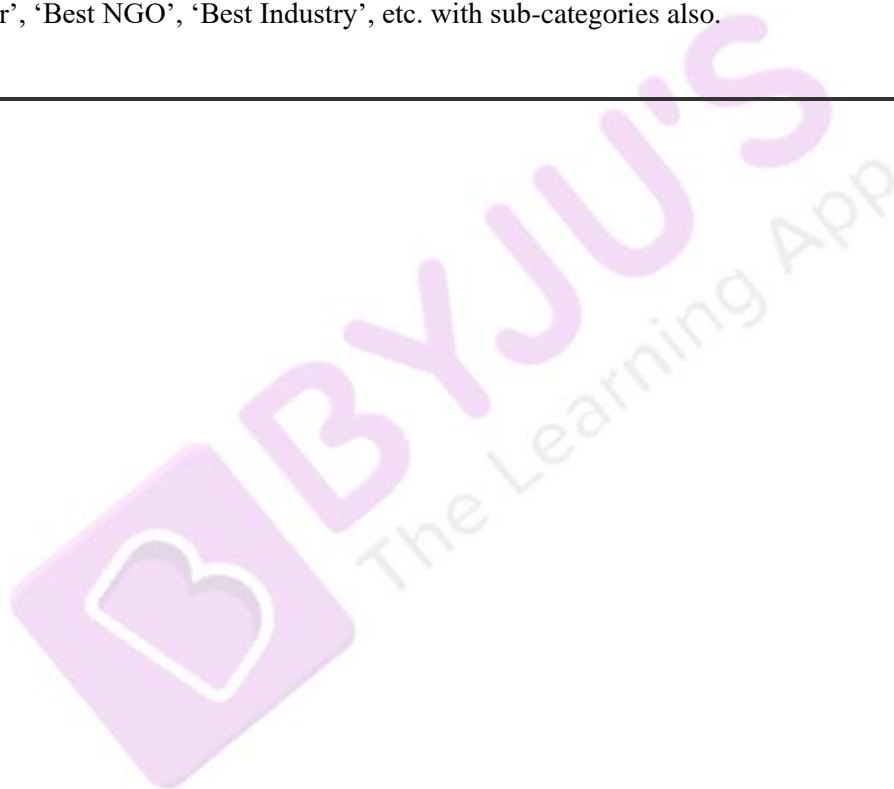 r’, ‘Best NGO’, ‘Best Industry’, etc. with sub-categories also.
BYJU'S
The Learning App